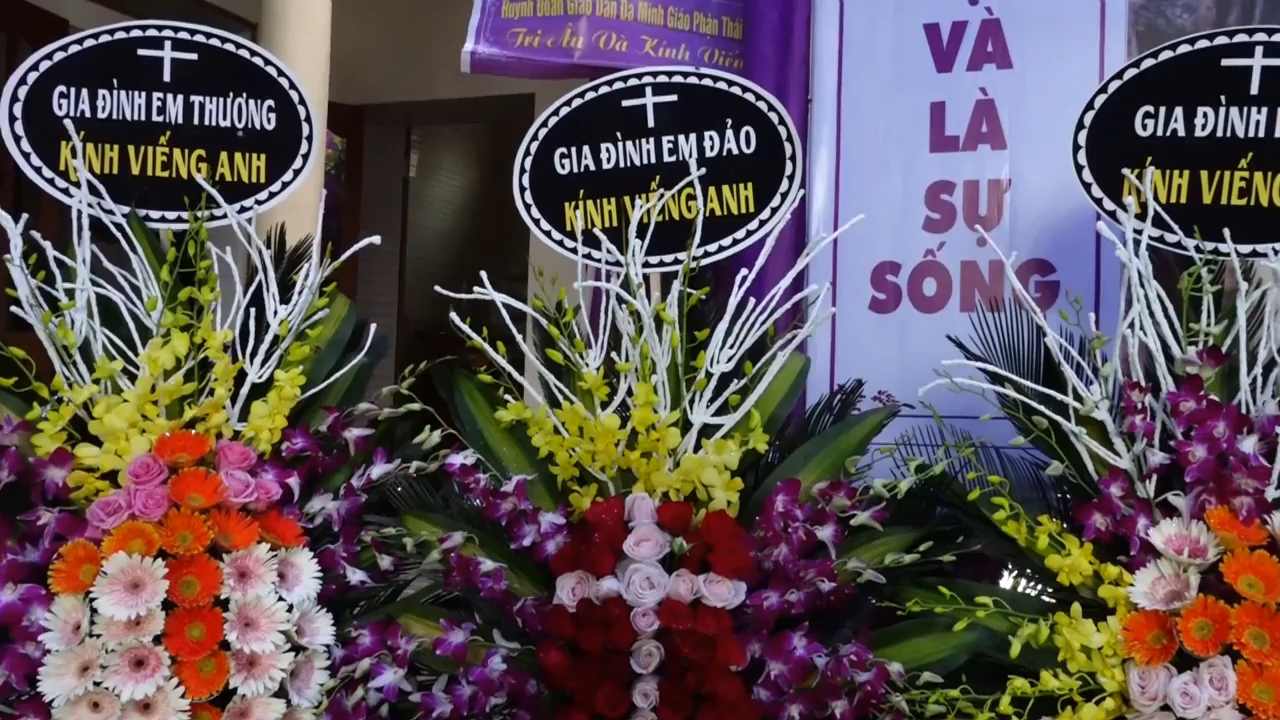 Huynh Đoàn Giáo Dân Đa Minh Giáo Phận Thái
Tri Ân Và Kính Viếng
GIA ĐÌNH EM THƯỢNG
KÍNH VIẾNG ANH
GIA ĐÌNH EM ĐẢO
KÍNH VIẾNG ANH
VÀ
LÀ
SỰ
SỐNG
GIA ĐÌNH E
KÍNH VIẾNG